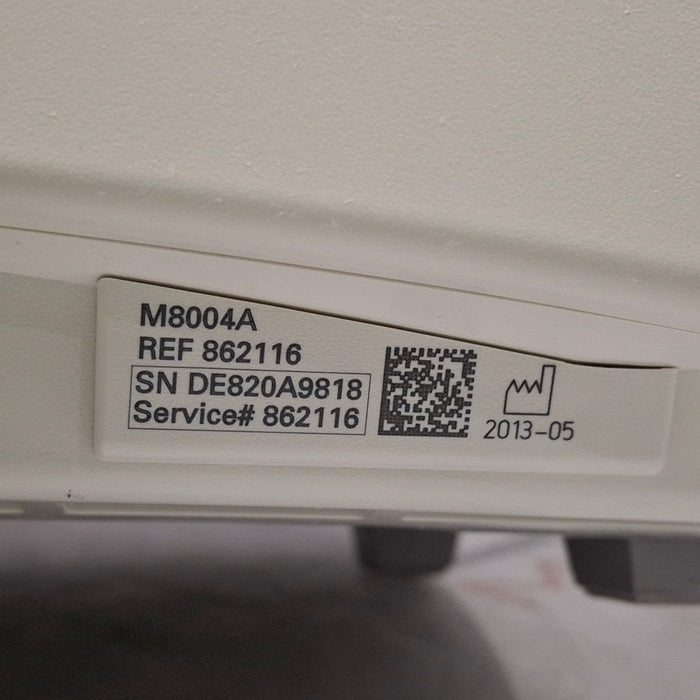 M8004A
REF 862116
SN DE820A9818
Service# 862116
2013-05